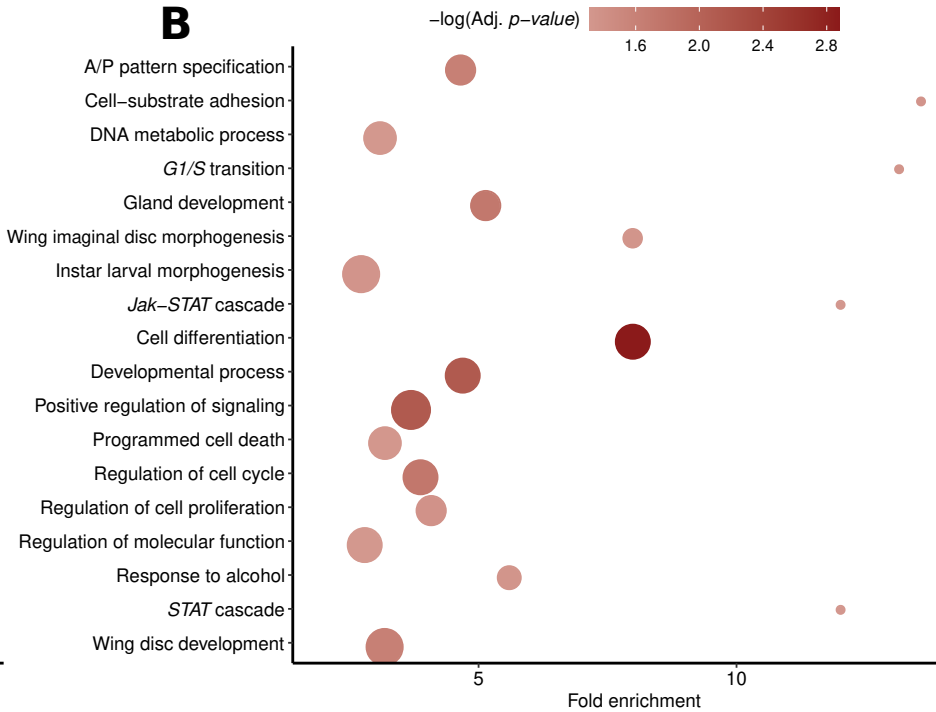 B
−log(Adj. p−value)
1.6 2.0 2.4 2.8
A/P pattern specification
Cell−substrate adhesion
DNA metabolic process
G1/S transition
Gland development
Wing imaginal disc morphogenesis
Instar larval morphogenesis
Jak−STAT cascade
Cell differentiation
Developmental process
Positive regulation of signaling
Programmed cell death
Regulation of cell cycle
Regulation of cell proliferation
Regulation of molecular function
Response to alcohol
STAT cascade
Wing disc development
5 10
Fold enrichment